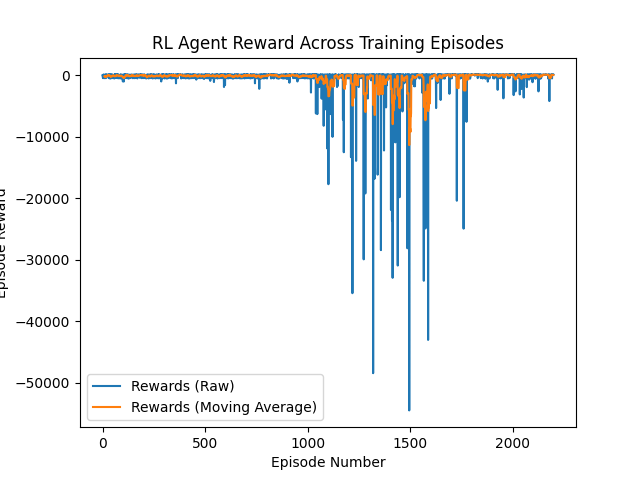 RL Agent Reward Across Training Episodes
0
−10000
−20000
−30000
−40000
−50000
Episode Reward
Rewards (Raw)
Rewards (Moving Average)
0
500
1000
1500
2000
Episode Number